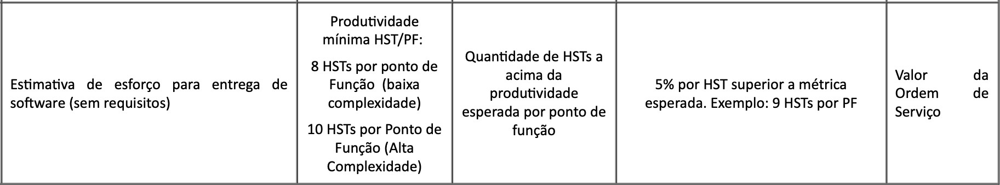 Estimativa de esforço para entrega de
software (sem requisitos)
Produtividade
mínima HST/PF:
8 HSTs por ponto de
Função (baixa
complexidade)
10 HSTs por Ponto de
Função (Alta
Complexidade)
Quantidade de HSTs a
acima da
produtividade
esperada por ponto de
função
5% por HST superior a métrica
esperada. Exemplo: 9 HSTs por PF
Valor da
Ordem de
Serviço